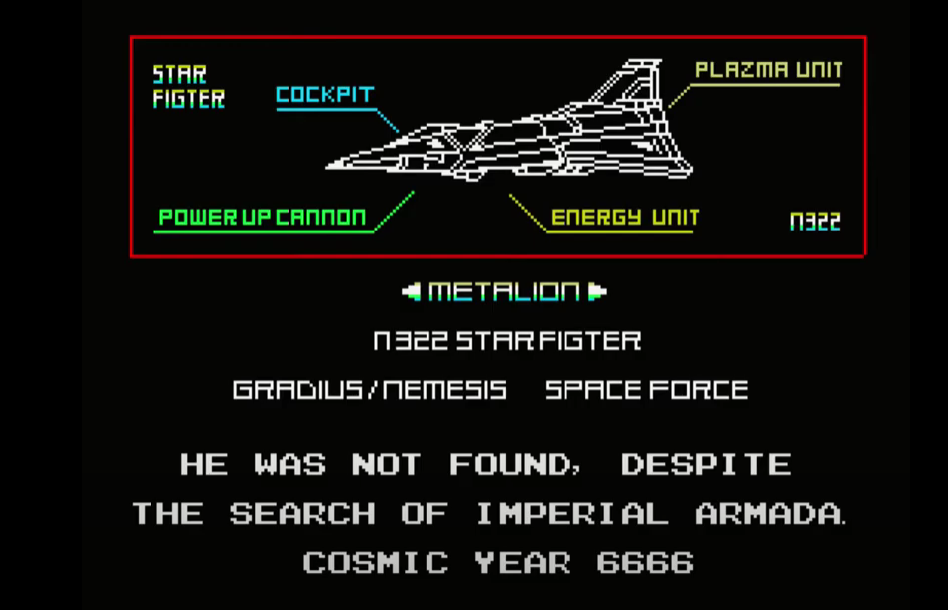 STAR
FIGTER
COCKPIT
PLAZMA UNIT
POWER UP CANNON
ENERGY UNIT
N322
METALION
N322 STAR FIGTER
GRADIUS/NEMESIS SPACE FORCE
HE WAS NOT FOUND, DESPITE
THE SEARCH OF IMPERIAL ARMADA.
COSMIC YEAR 6666